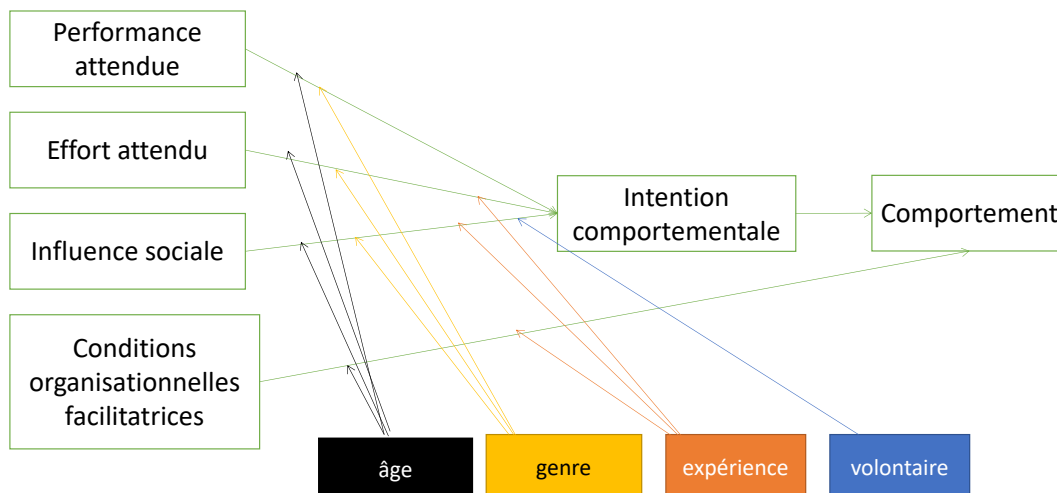 Performance
attendue
Effort attendu
Influence sociale
Conditions
organisationnelles
facilitatrices
Intention
comportementale
Comportement
âge
genre
expérience
volontaire